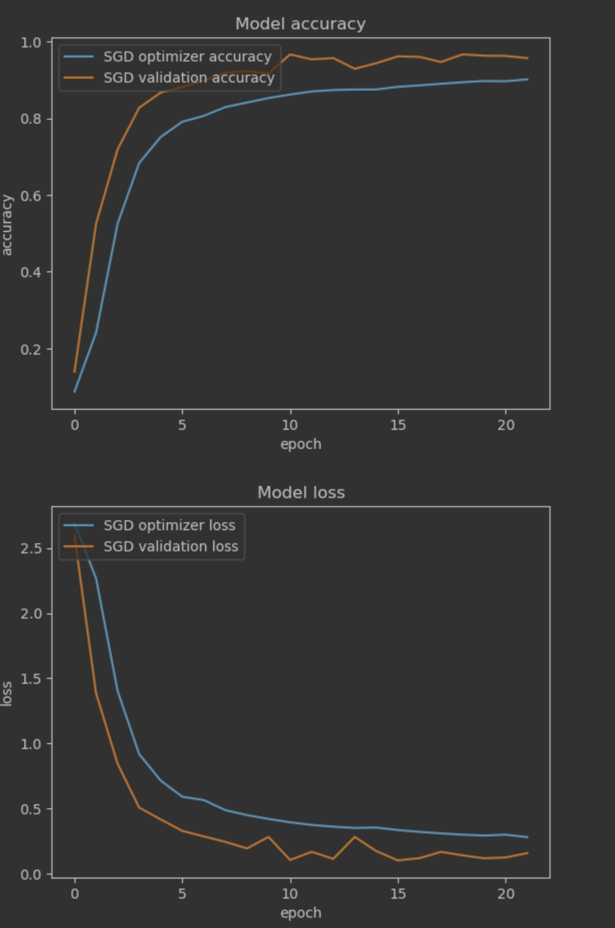 Model accuracy
1.0
SGD optimizer accuracy
SGD validation accuracy
0.8
0.6
accuracy
0.4
0.2
0 5 10 15 20
epoch
Model loss
SGD optimizer loss
2.5
SGD validation loss
2.0
1.5
loss
1.0
0.5
0.0
0 5 10 15 20
epoch